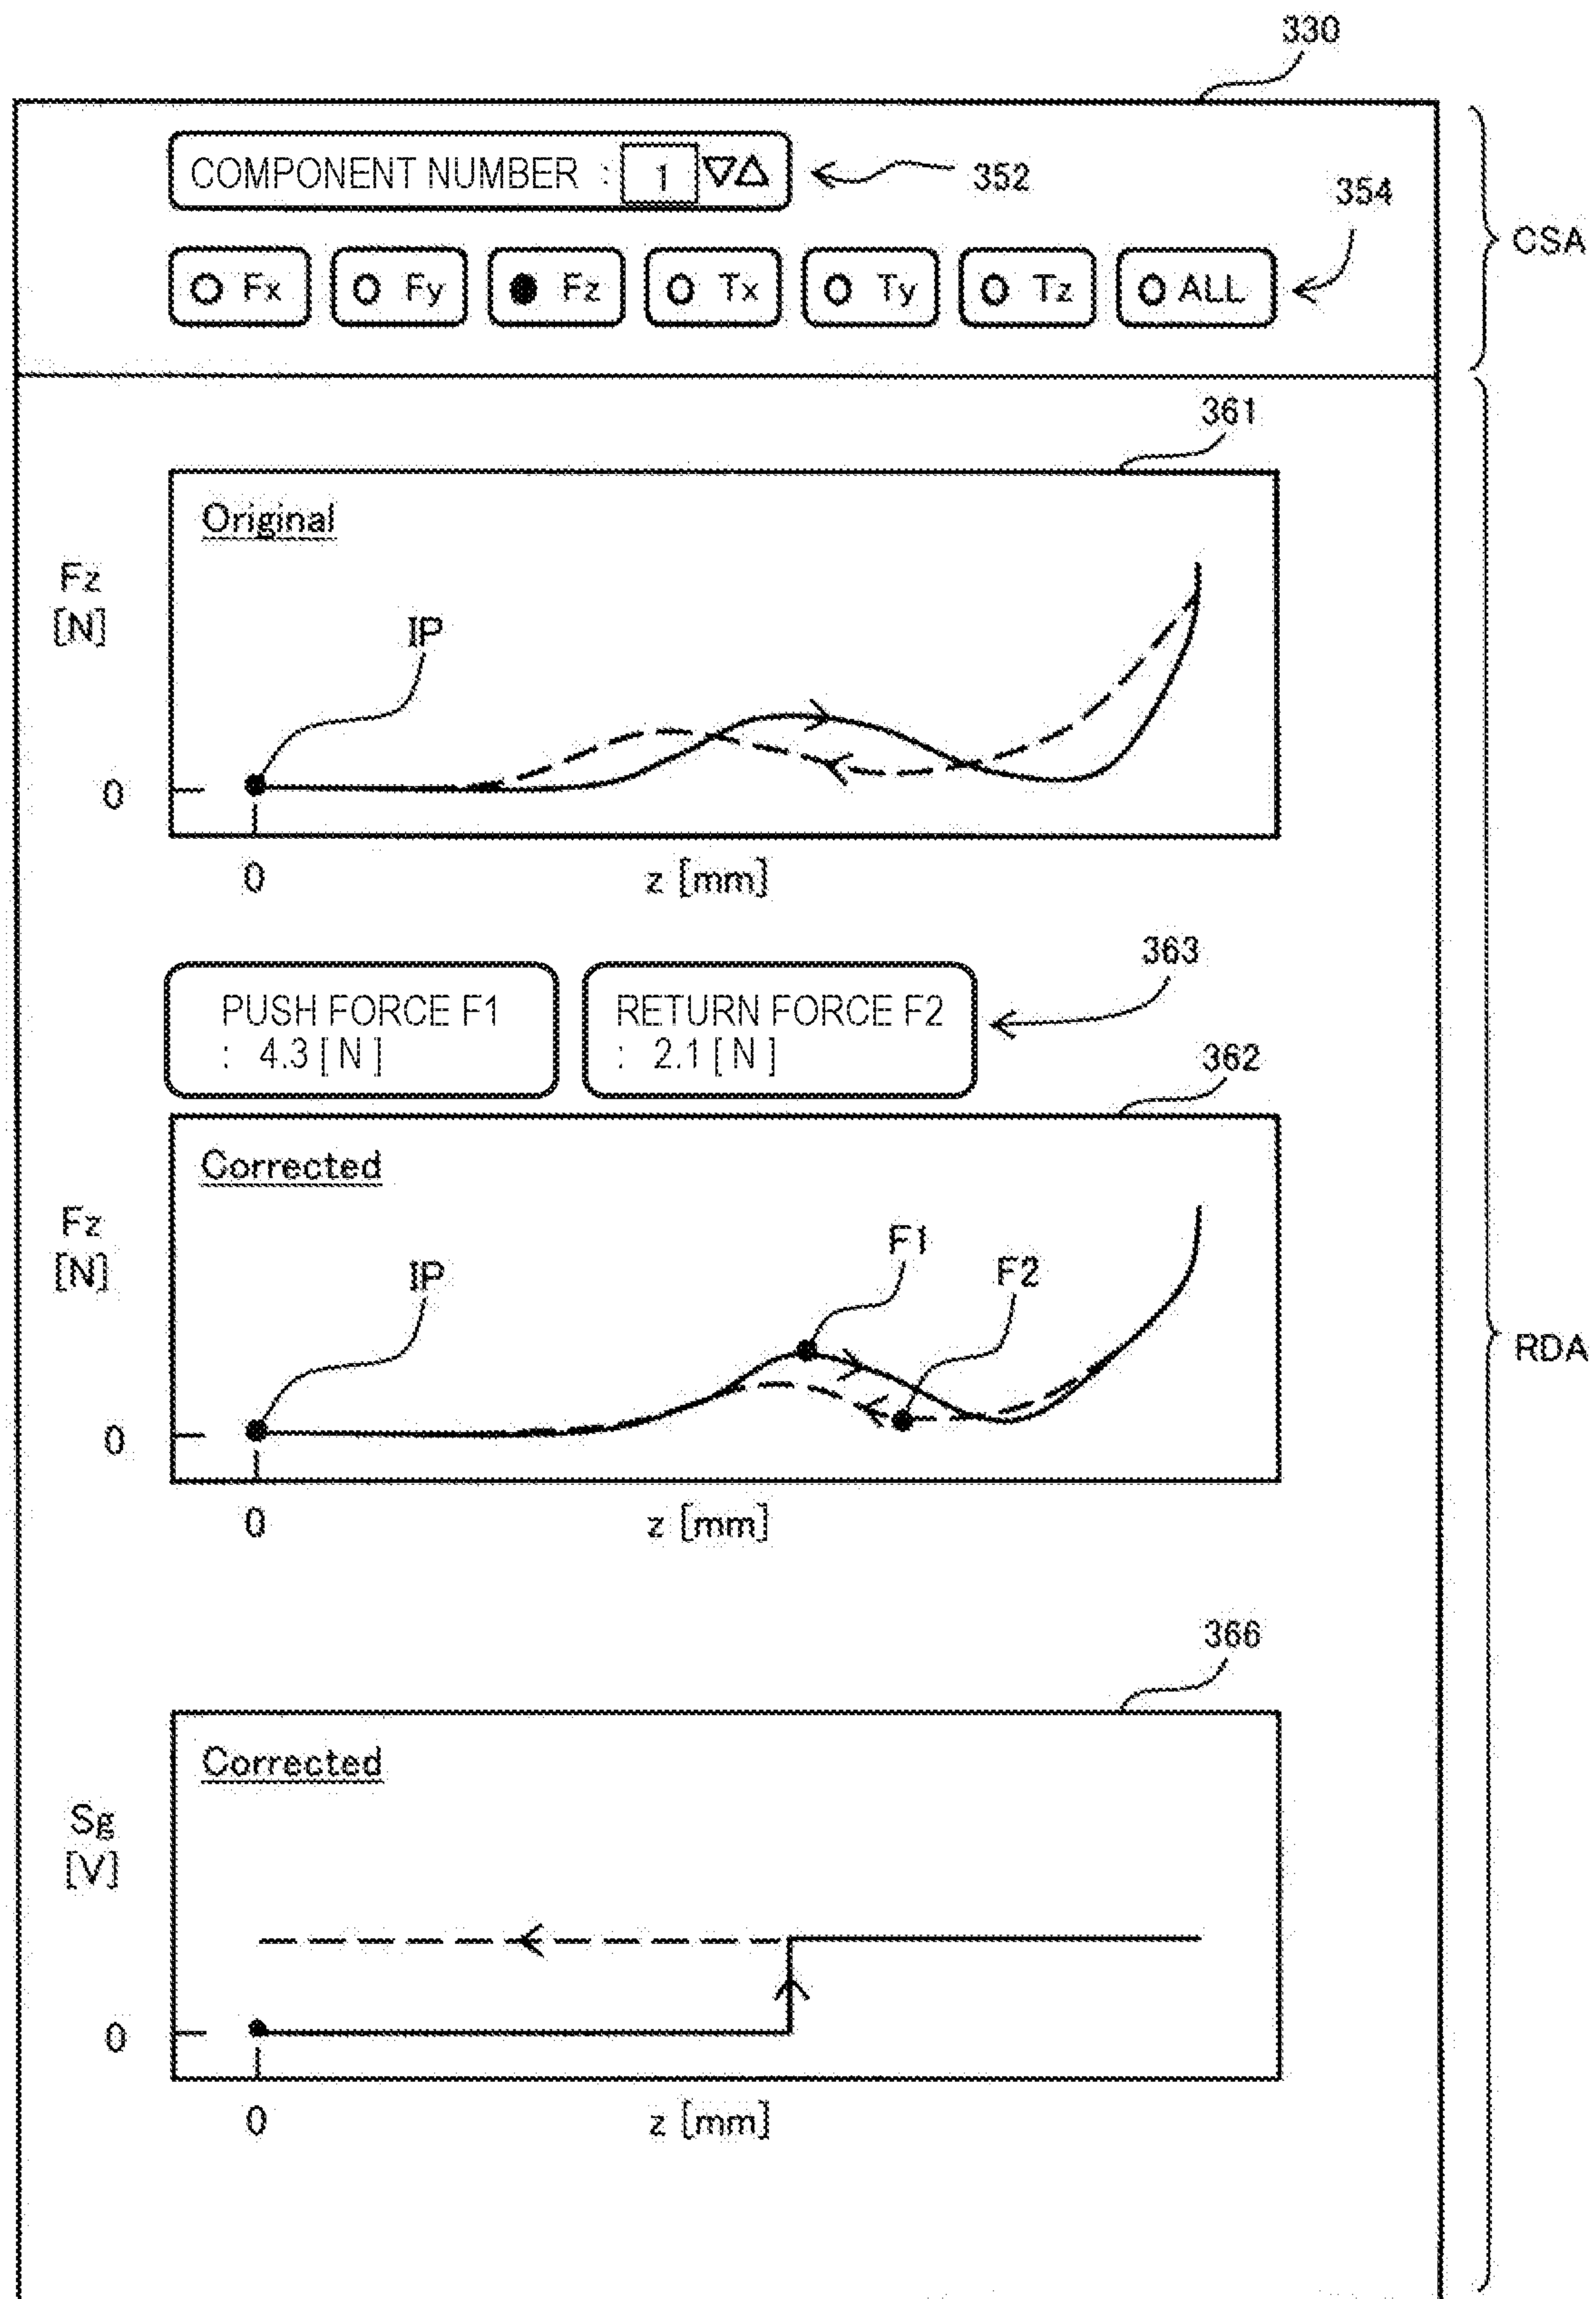 330
COMPONENT NUMBER : 1 ▽△
352
354
CSA
Fx Fy Fz Tx Ty Tz ALL
361
Original
Fz
[N]
IP
0
0
z [mm]
363
PUSH FORCE F1
: 4.3 [ N ]
RETURN FORCE F2
: 2.1 [ N ]
362
Corrected
Fz
[N]
IP
F1
F2
RDA
0
0
z [mm]
366
Corrected
Sg
[V]
0
0
z [mm]